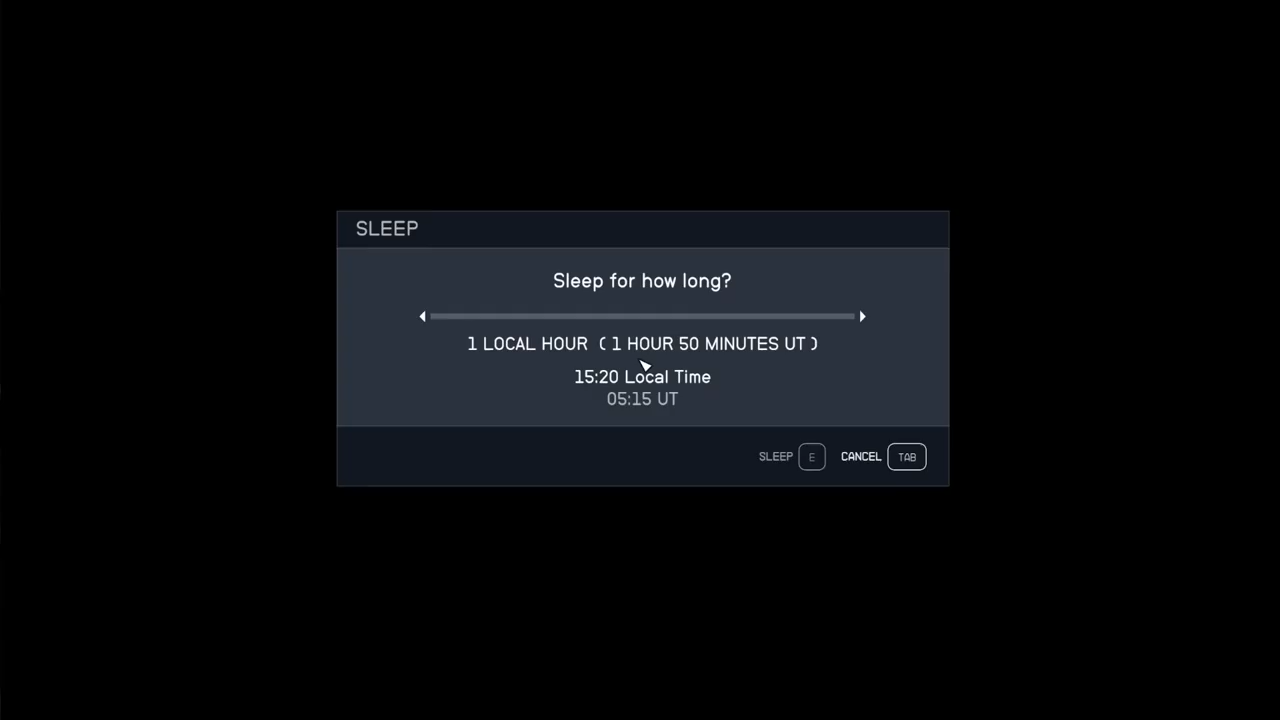 SLEEP
Sleep for how long?
1 LOCAL HOUR ( 1 HOUR 50 MINUTES UT )
15:20 Local Time
05:15 UT
SLEEP E CANCEL TAB